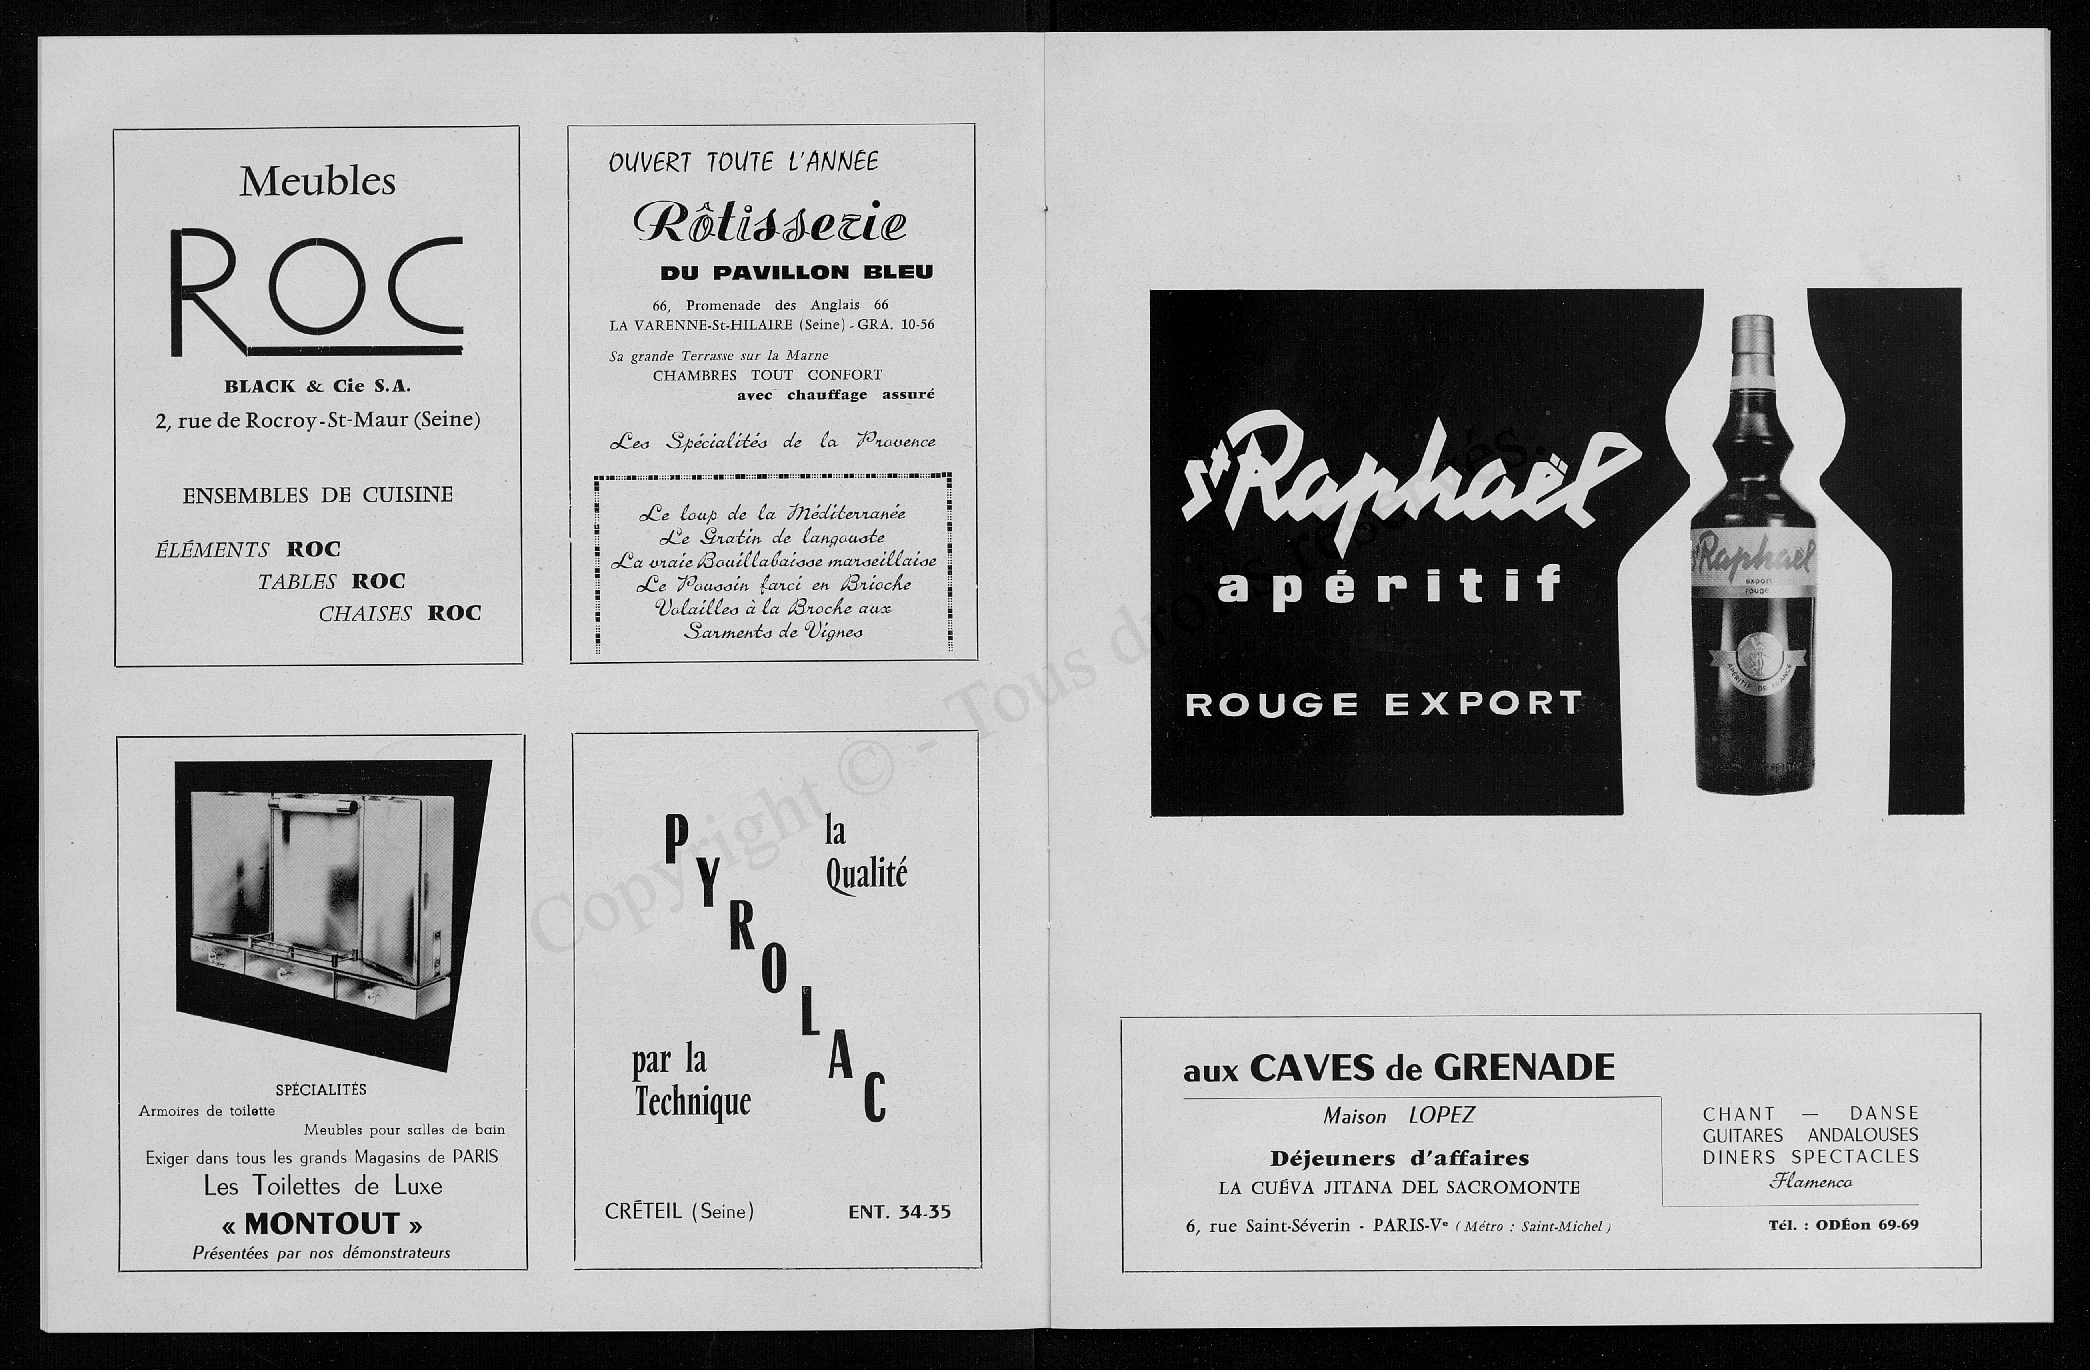 Meubles
ROC
BLACK & Cie S.A.
2, rue de Rocroy-St-Maur (Seine)
ENSEMBLES DE CUISINE
ÉLÉMENTS ROC
TABLES ROC
CHAISES ROC
OUVERT TOUTE L'ANNÉE
Rôtisserie
DU PAVILLON BLEU
66, Promenade des Anglais 66
LA VARENNE-St-HILAIRE (Seine) - GRA. 10-56
Sa grande Terrasse sur la Marne
CHAMBRES TOUT CONFORT
avec chauffage assuré
Les Spécialités de la Provence
Le loup de la Méditerranée
Le Gratin de langouste
La vraie Bouillabaisse marseillaise
Le Poussin farci en Brioche
Volailles à la Broche aux
Sarments de Vignes
SPÉCIALITÉS
Armoires de toilette
Meubles pour salles de bain
Exiger dans tous les grands Magasins de PARIS
Les Toilettes de Luxe
« MONTOUT »
Présentées par nos démonstrateurs
PYROLAC
la
Qualité
par la
Technique
CRÉTEIL (Seine) ENT. 34-35
St Raphaël
apéritif
ROUGE EXPORT
St Raphaël
export
rouge
APÉRITIF DE FRANCE
aux CAVES de GRENADE
Maison LOPEZ
Déjeuners d'affaires
LA CUÉVA JITANA DEL SACROMONTE
6, rue Saint-Séverin - PARIS-Ve (Métro : Saint-Michel)
CHANT — DANSE
GUITARES ANDALOUSES
DINERS SPECTACLES
Flamenco
Tél. : ODÉon 69-69
Copyright © - Tous droits réservés.